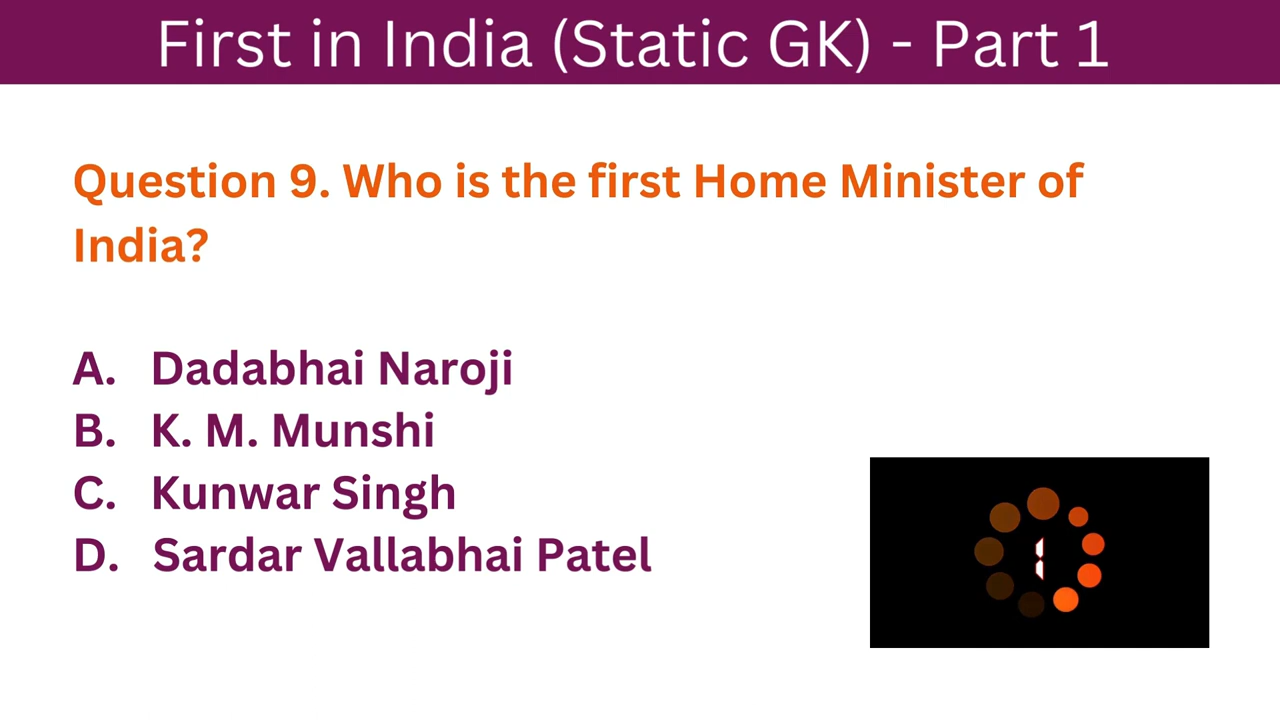 First in India (Static GK) - Part 1
Question 9. Who is the first Home Minister of
India?
A. Dadabhai Naroji
B. K. M. Munshi
C. Kunwar Singh
D. Sardar Vallabhai Patel
1